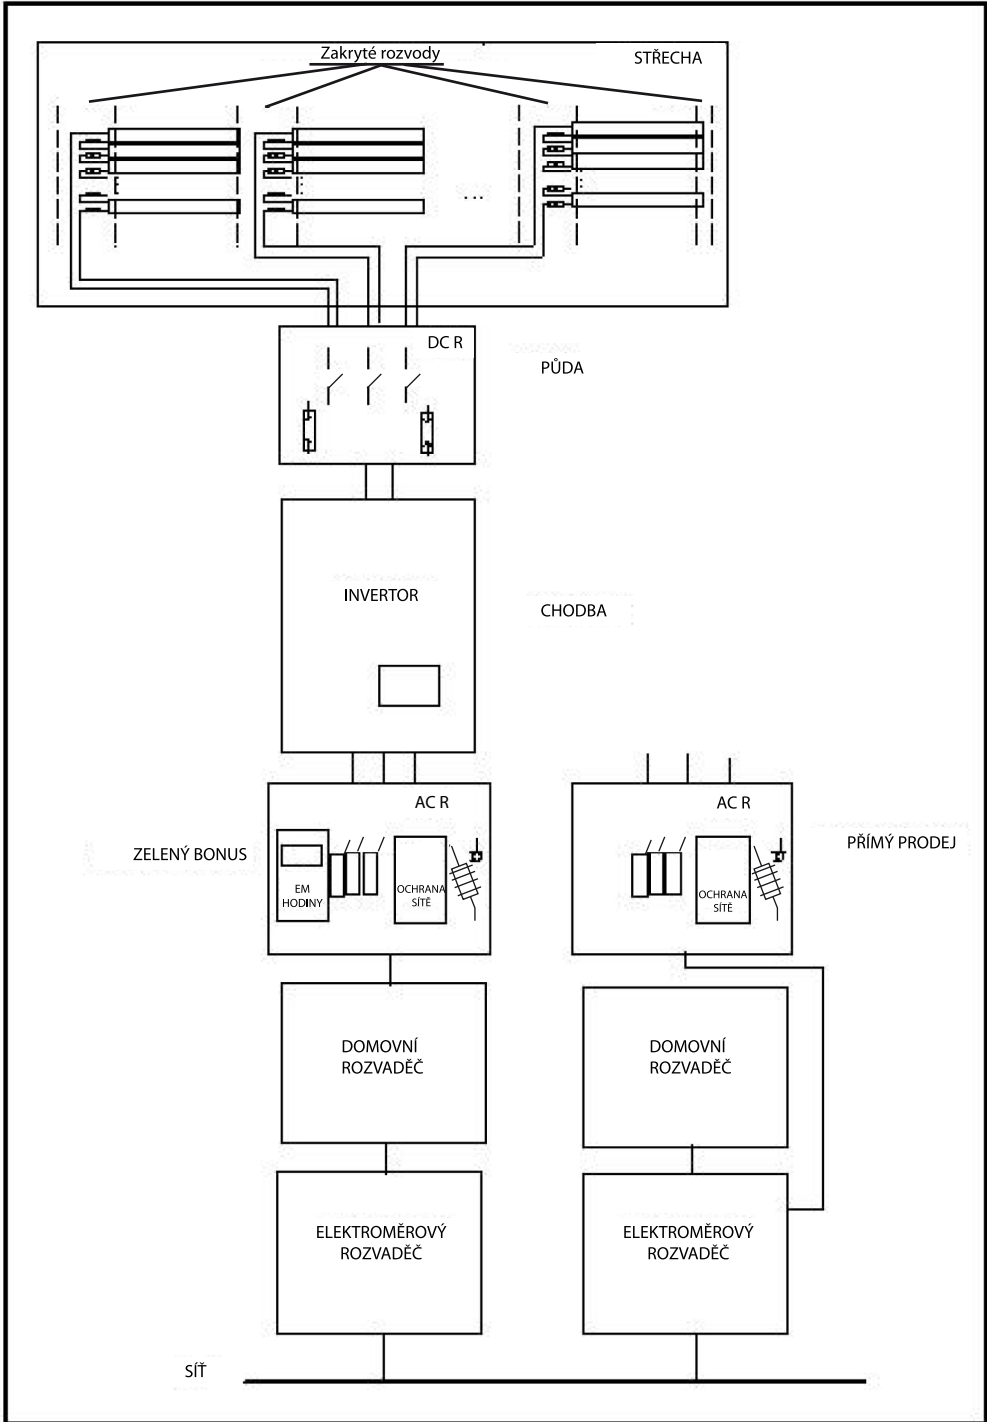 Zakryté rozvody
STŘECHA
...
DC R
PŮDA
INVERTOR
CHODBA
AC R
AC R
ZELENÝ BONUS
PŘÍMÝ PRODEJ
EM
HODINY
OCHRANA
SÍTĚ
OCHRANA
SÍTĚ
DOMOVNÍ
ROZVADĚČ
DOMOVNÍ
ROZVADĚČ
ELEKTROMĚROVÝ
ROZVADĚČ
ELEKTROMĚROVÝ
ROZVADĚČ
SÍŤ